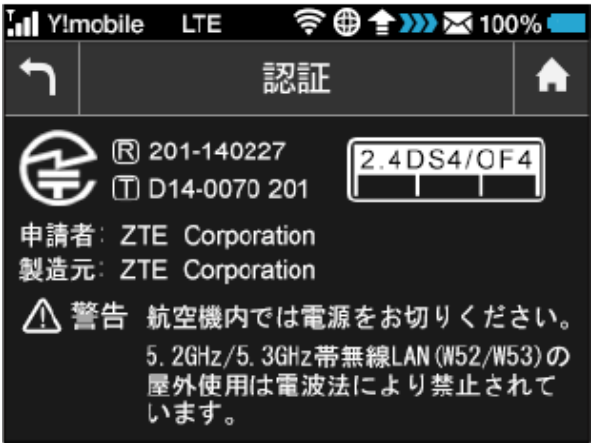 Y!mobile LTE 100%
認証
R 201-140227
T D14-0070 201
2.4DS4/OF4
申請者: ZTE Corporation
製造元: ZTE Corporation
警告 航空機内では電源をお切りください。
5.2GHz/5.3GHz帯無線LAN(W52/W53)の
屋外使用は電波法により禁止されて
います。